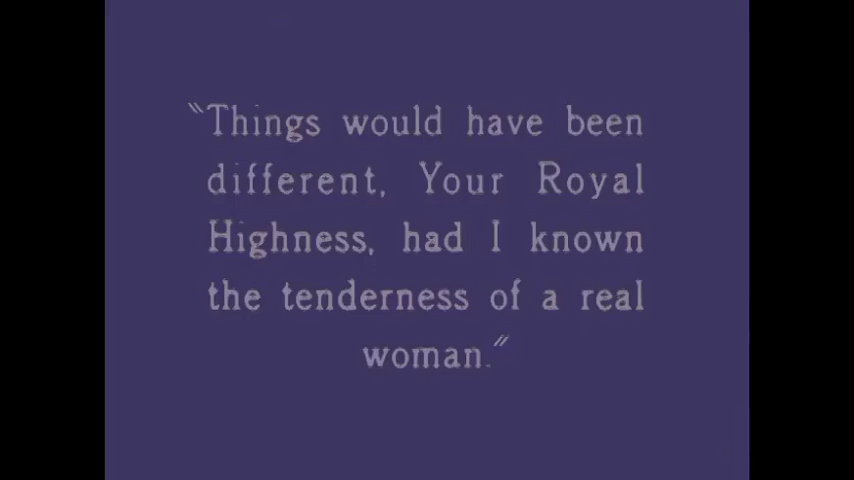 “Things would have been
different, Your Royal
Highness, had I known
the tenderness of a real
woman.”